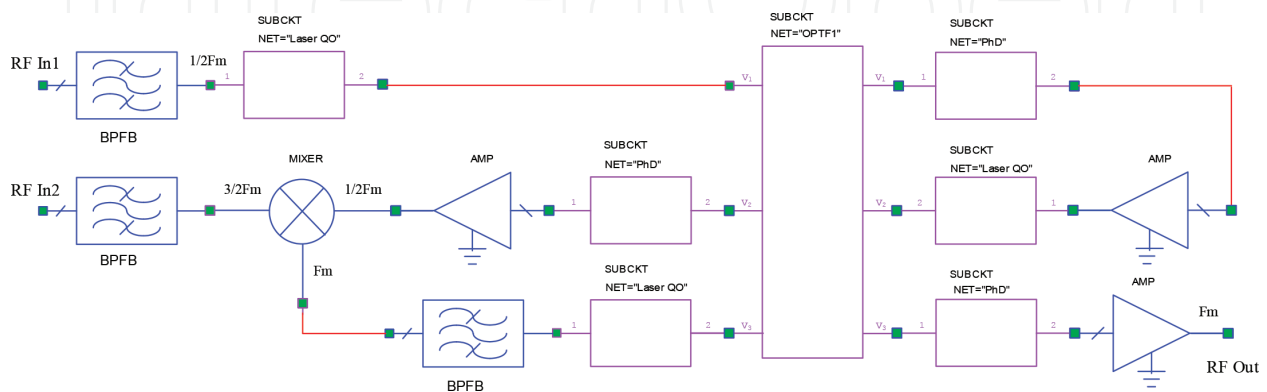 SUBCKT
NET="Laser QO"
SUBCKT
NET="OPTF1"
SUBCKT
NET="PhD"
RF In1
1/2Fm
1
2
V1
V1
1
2
BPFB
MIXER
AMP
SUBCKT
NET="PhD"
SUBCKT
NET="Laser QO"
AMP
RF In2
3/2Fm
1/2Fm
1
2
V2
V2
2
1
BPFB
Fm
SUBCKT
NET="Laser QO"
SUBCKT
NET="PhD"
AMP
1
2
V3
V3
1
2
Fm
BPFB
RF Out